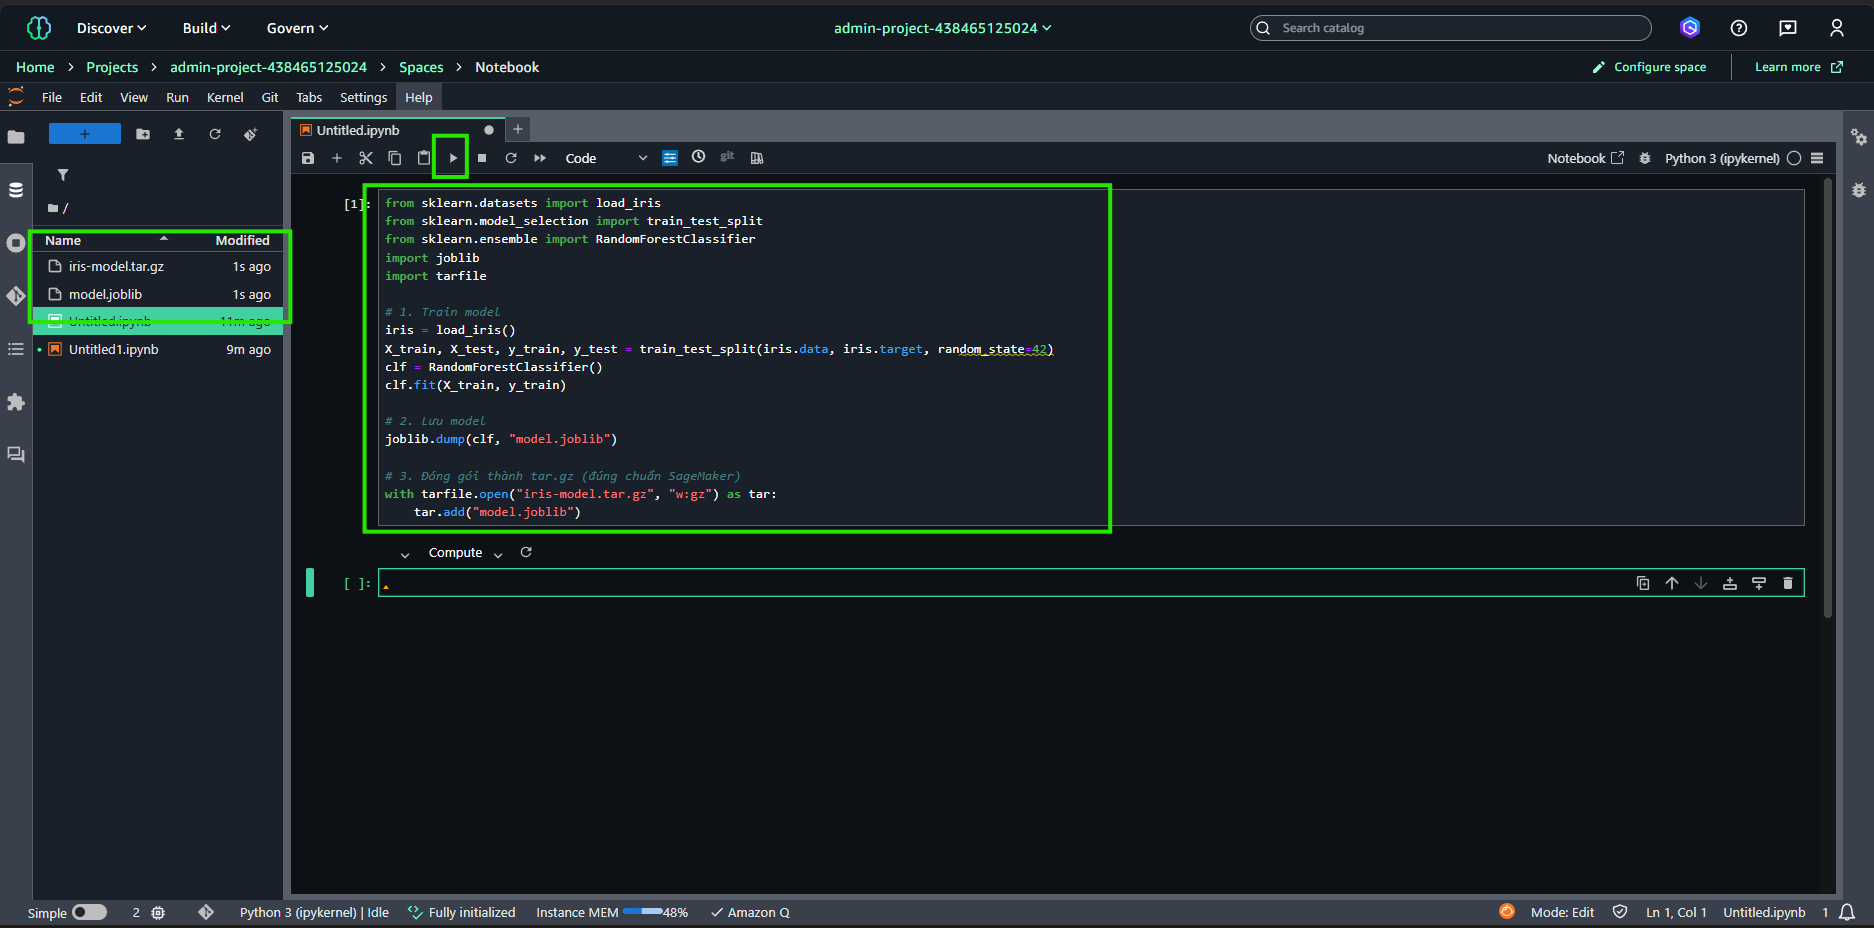 Discover Build Govern admin-project-438465125024 Search catalog
Home > Projects > admin-project-438465125024 > Spaces > Notebook Configure space Learn more
File Edit View Run Kernel Git Tabs Settings Help
Untitled.ipynb
Code git Notebook Python 3 (ipykernel)
/
Name Modified
iris-model.tar.gz 1s ago
model.joblib 1s ago
Untitled.ipynb 11m ago
Untitled1.ipynb 9m ago
[1]:
from sklearn.datasets import load_iris
from sklearn.model_selection import train_test_split
from sklearn.ensemble import RandomForestClassifier
import joblib
import tarfile
# 1. Train model
iris = load_iris()
X_train, X_test, y_train, y_test = train_test_split(iris.data, iris.target, random_state=42)
clf = RandomForestClassifier()
clf.fit(X_train, y_train)
# 2. Lưu model
joblib.dump(clf, "model.joblib")
# 3. Đóng gói thành tar.gz (đúng chuẩn SageMaker)
with tarfile.open("iris-model.tar.gz", "w:gz") as tar:
    tar.add("model.joblib")
Compute
[ ]:
Simple 2 Python 3 (ipykernel) | Idle Fully initialized Instance MEM 48% Amazon Q Mode: Edit Ln 1, Col 1 Untitled.ipynb 1